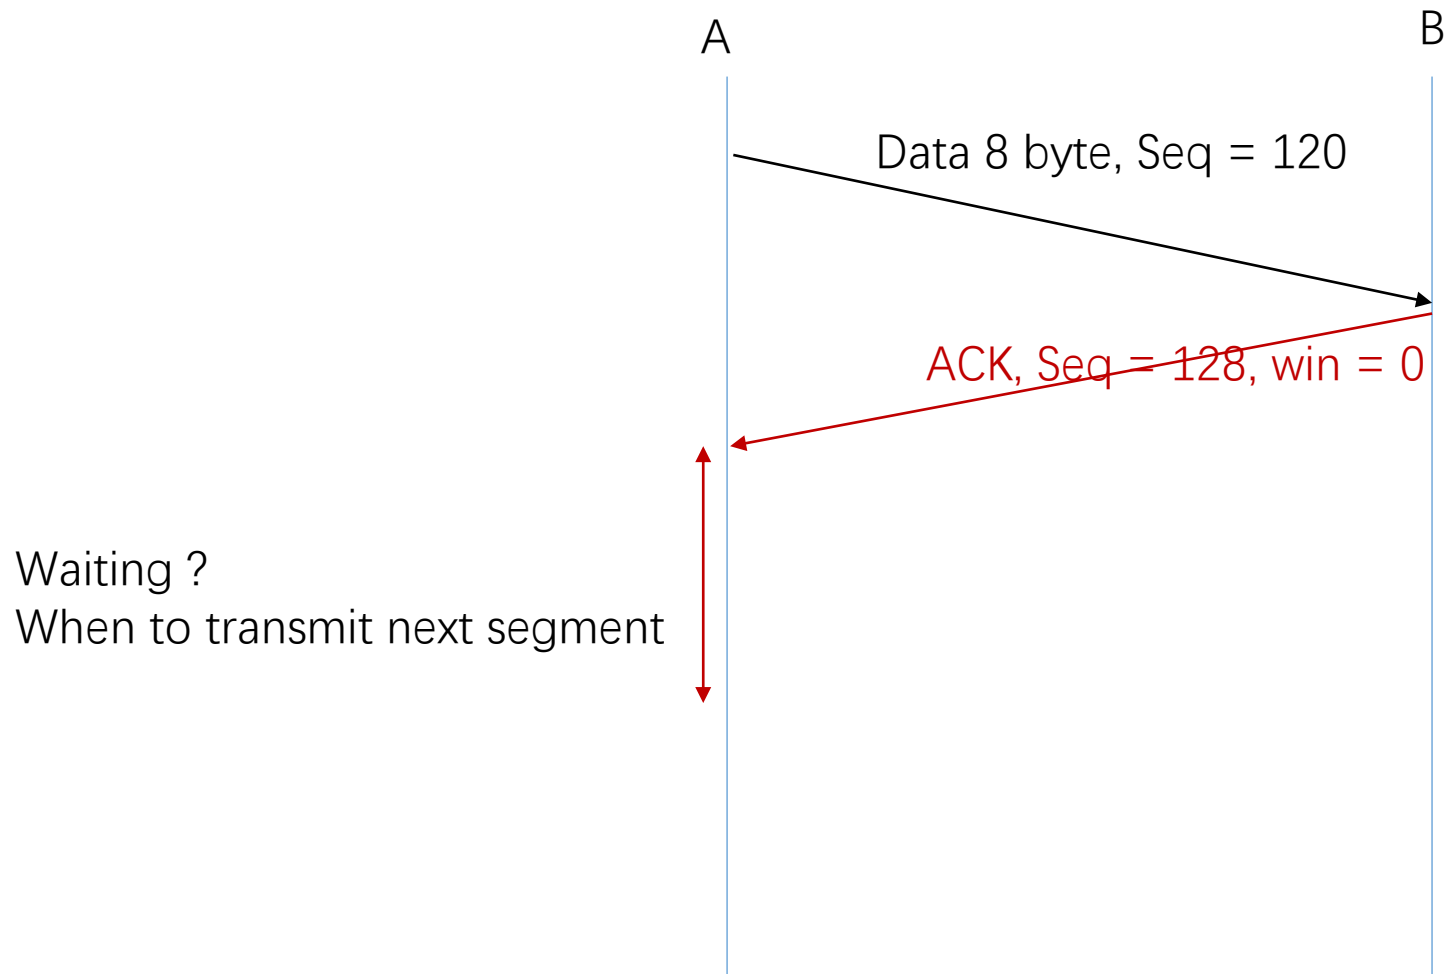 A
B
Data 8 byte, Seq = 120
ACK, Seq = 128, win = 0
Waiting ?
When to transmit next segment